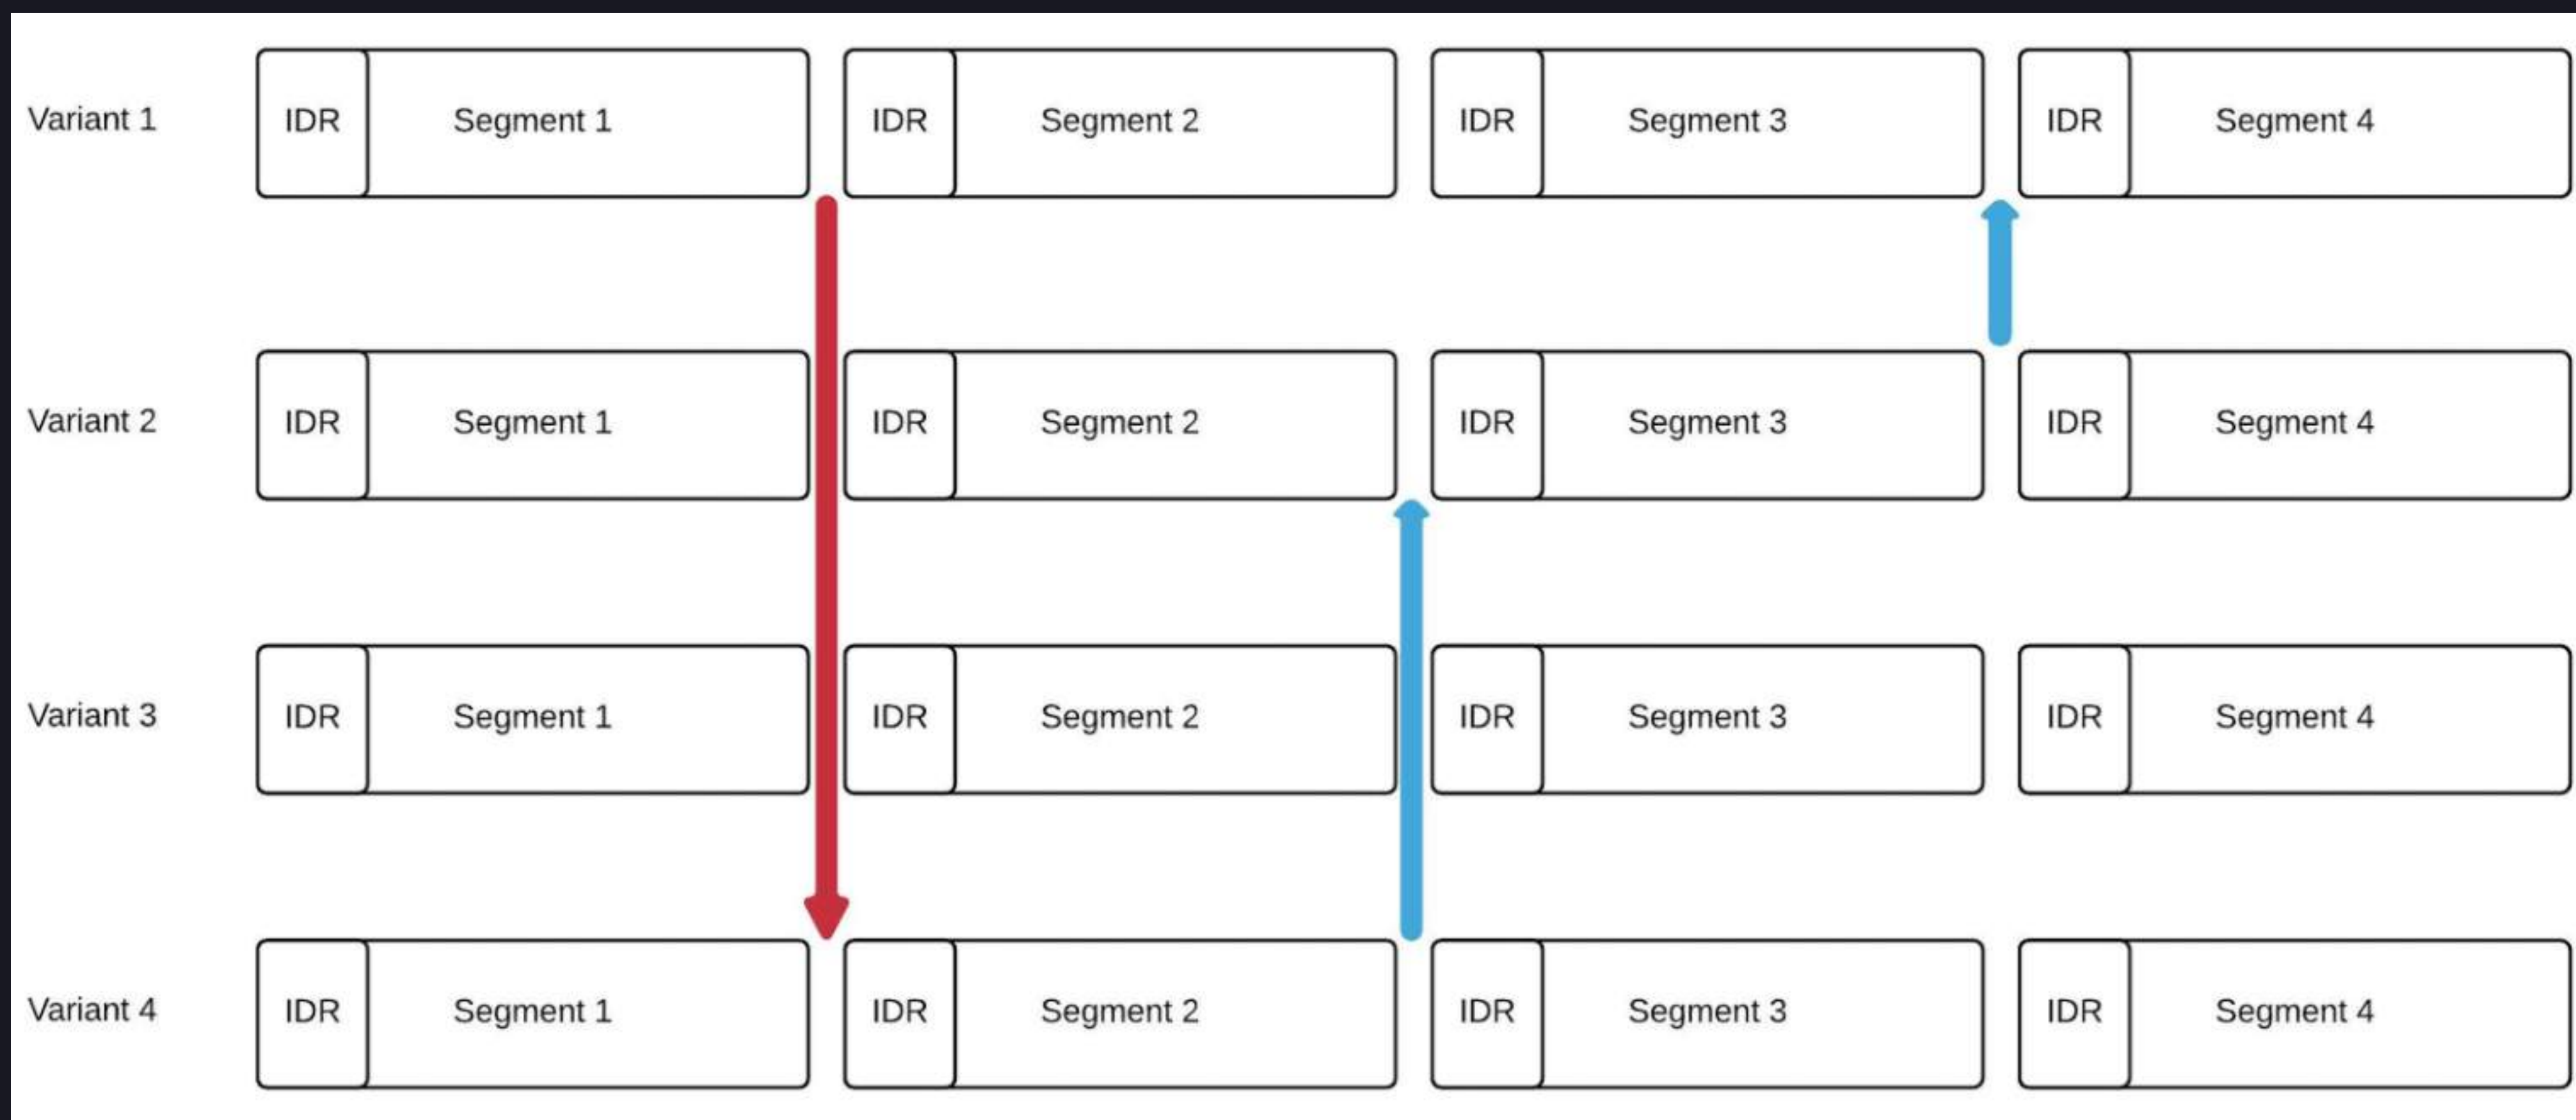 Variant 1 IDR Segment 1 IDR Segment 2 IDR Segment 3 IDR Segment 4
Variant 2 IDR Segment 1 IDR Segment 2 IDR Segment 3 IDR Segment 4
Variant 3 IDR Segment 1 IDR Segment 2 IDR Segment 3 IDR Segment 4
Variant 4 IDR Segment 1 IDR Segment 2 IDR Segment 3 IDR Segment 4